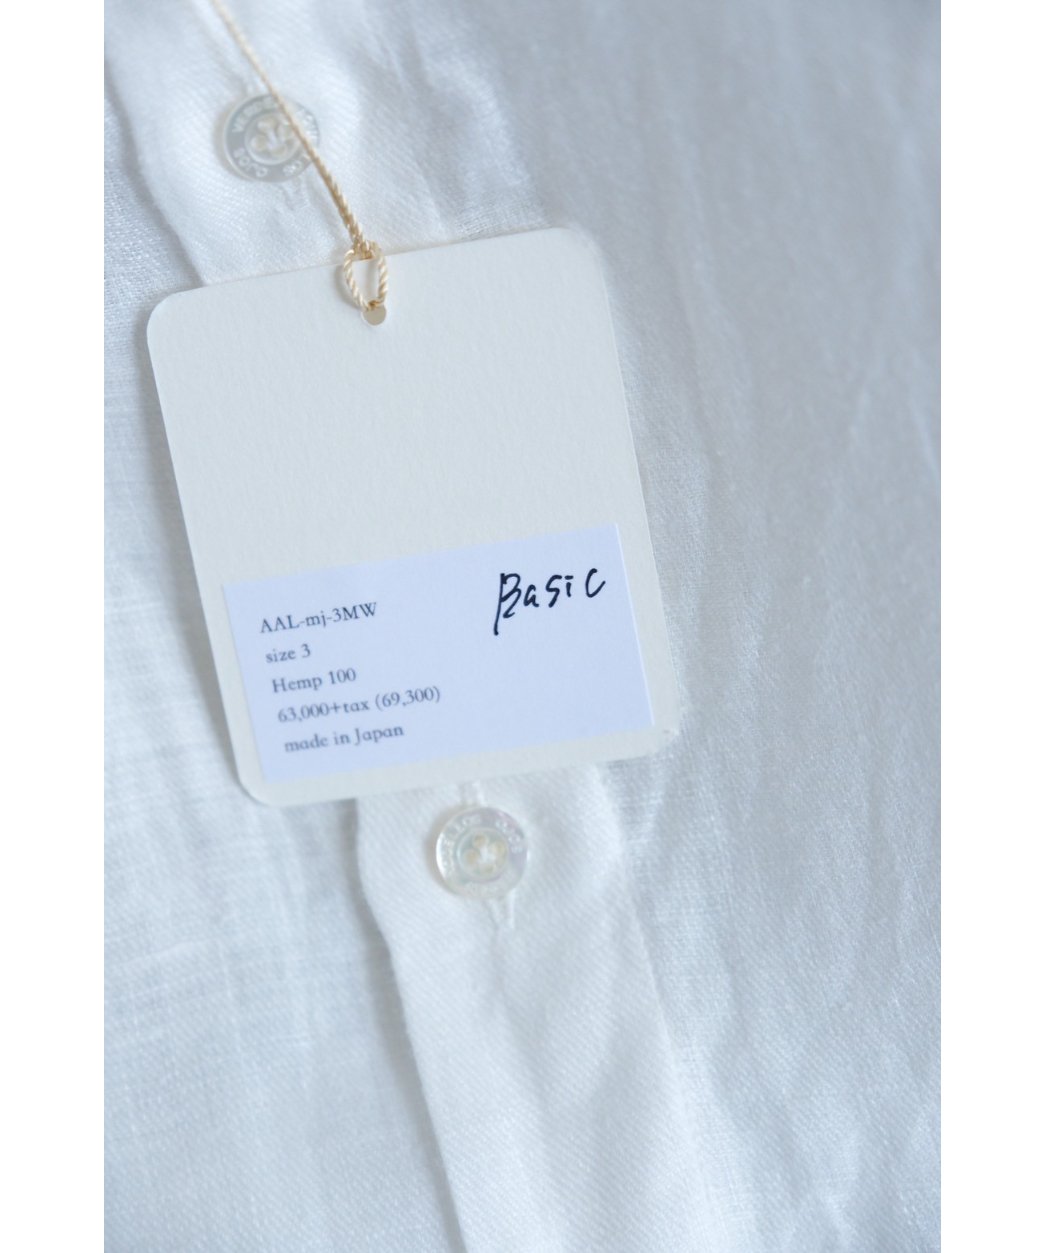 Basic
AAL-mj-3MW
size 3
Hemp 100
63,000+tax (69,300)
made in Japan